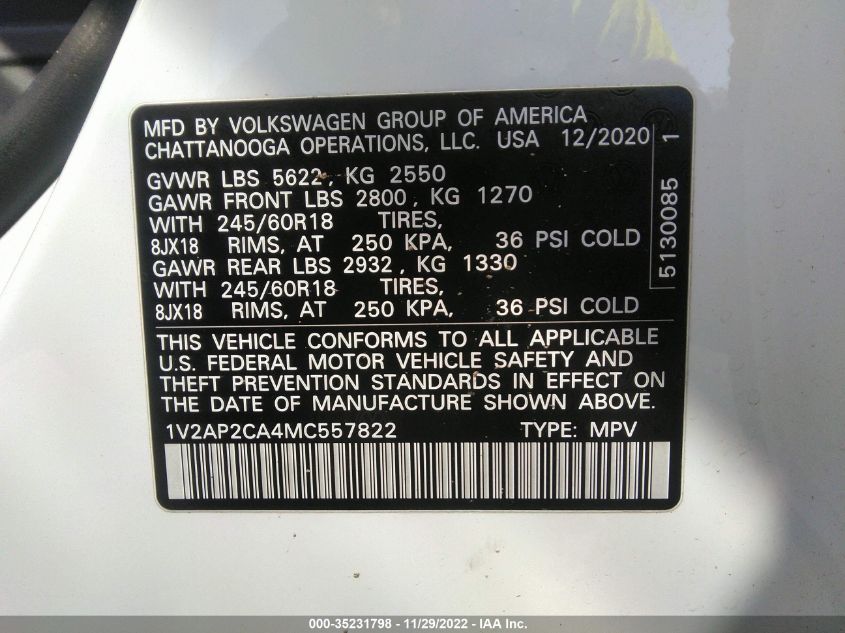 MFD BY VOLKSWAGEN GROUP OF AMERICA
CHATTANOOGA OPERATIONS, LLC. USA 12/2020
GVWR LBS 5622, KG 2550
GAWR FRONT LBS 2800, KG 1270
WITH 245/60R18 TIRES,
8JX18 RIMS, AT 250 KPA, 36 PSI COLD
GAWR REAR LBS 2932, KG 1330
WITH 245/60R18 TIRES,
8JX18 RIMS, AT 250 KPA, 36 PSI COLD
5130085 1
THIS VEHICLE CONFORMS TO ALL APPLICABLE
U.S. FEDERAL MOTOR VEHICLE SAFETY AND
THEFT PREVENTION STANDARDS IN EFFECT ON
THE DATE OF MANUFACTURE SHOWN ABOVE.
1V2AP2CA4MC557822 TYPE: MPV
000-35231798 - 11/29/2022 - IAA Inc.